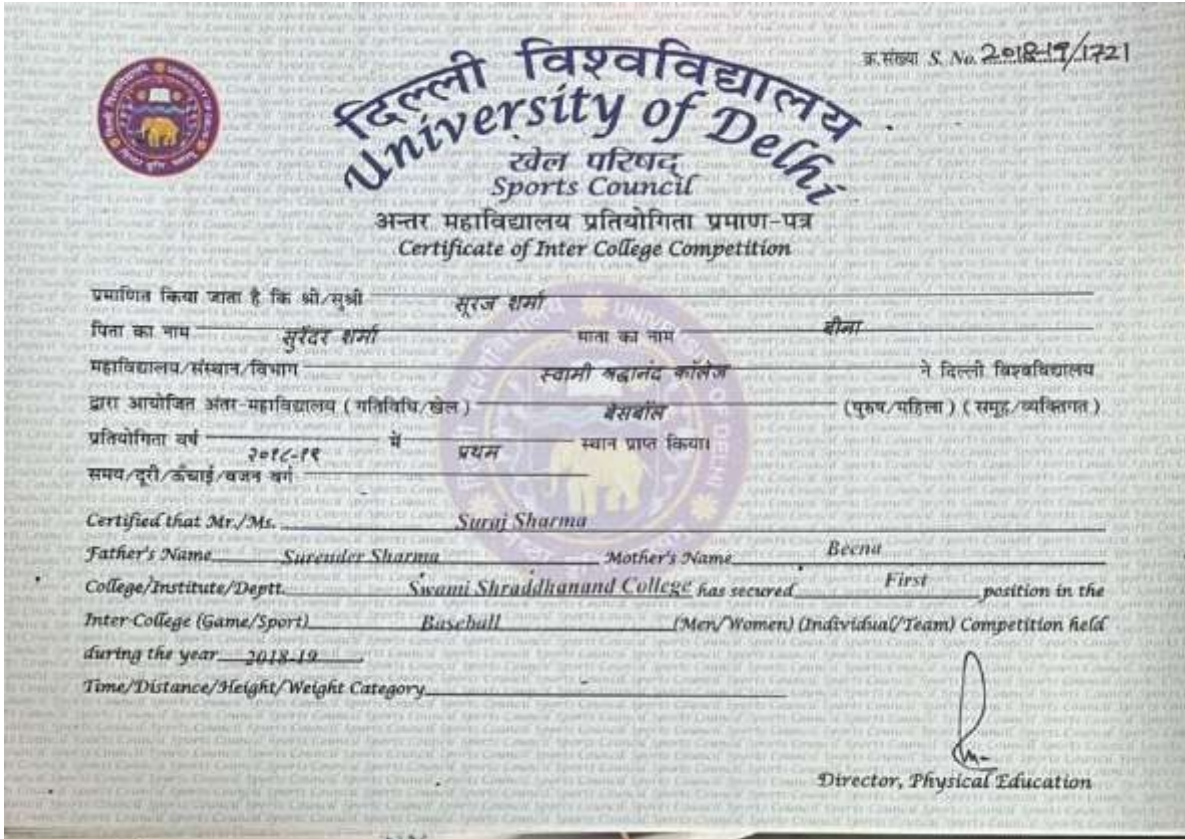 क्र.संख्या S. No. 2018-19/1721
दिल्ली विश्वविद्यालय
University of Delhi
खेल परिषद्
Sports Council
अन्तर महाविद्यालय प्रतियोगिता प्रमाण-पत्र
Certificate of Inter College Competition
प्रमाणित किया जाता है कि श्री/सुश्री सूरज शर्मा
पिता का नाम सुरेंदर शर्मा माता का नाम बीना
महाविद्यालय/संस्थान/विभाग स्वामी श्रद्धानंद कॉलेज ने दिल्ली विश्वविद्यालय
द्वारा आयोजित अंतर-महाविद्यालय (गतिविधि/खेल) बेसबॉल (पुरुष/महिला) (समूह/व्यक्तिगत)
प्रतियोगिता वर्ष २०१८-१९ में प्रथम स्थान प्राप्त किया।
समय/दूरी/ऊँचाई/वजन वर्ग
Certified that Mr./Ms. Suraj Sharma
Father's Name Surender Sharma Mother's Name Beena
College/Institute/Deptt. Swami Shraddhanand College has secured First position in the
Inter-College (Game/Sport) Baseball (Men/Women) (Individual/Team) Competition held
during the year 2018-19
Time/Distance/Height/Weight Category
Director, Physical Education